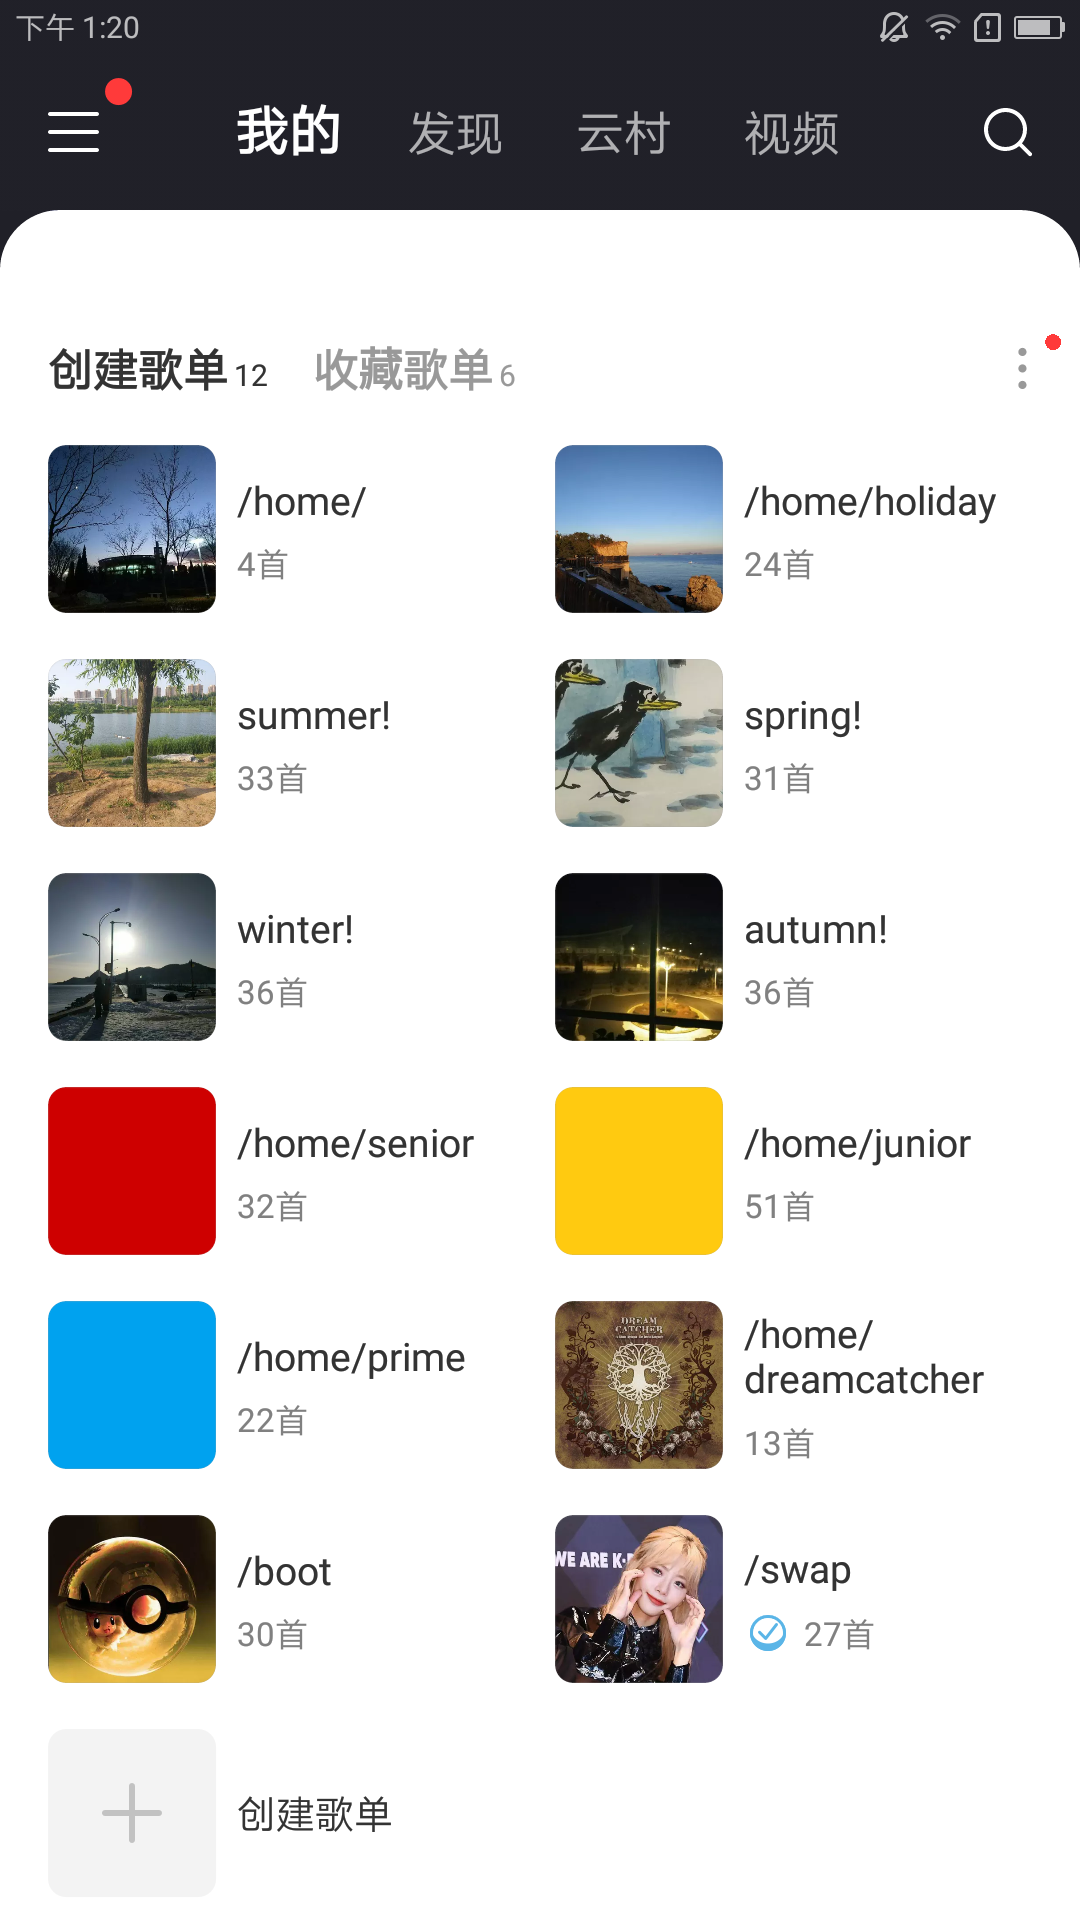 下午 1:20
我的 发现 云村 视频
创建歌单 12 收藏歌单 6
/home/
4首
/home/holiday
24首
summer!
33首
spring!
31首
winter!
36首
autumn!
36首
/home/senior
32首
/home/junior
51首
/home/prime
22首
DREAM
CATCHER
/home/
dreamcatcher
13首
/boot
30首
WE ARE K-
/swap
27首
创建歌单